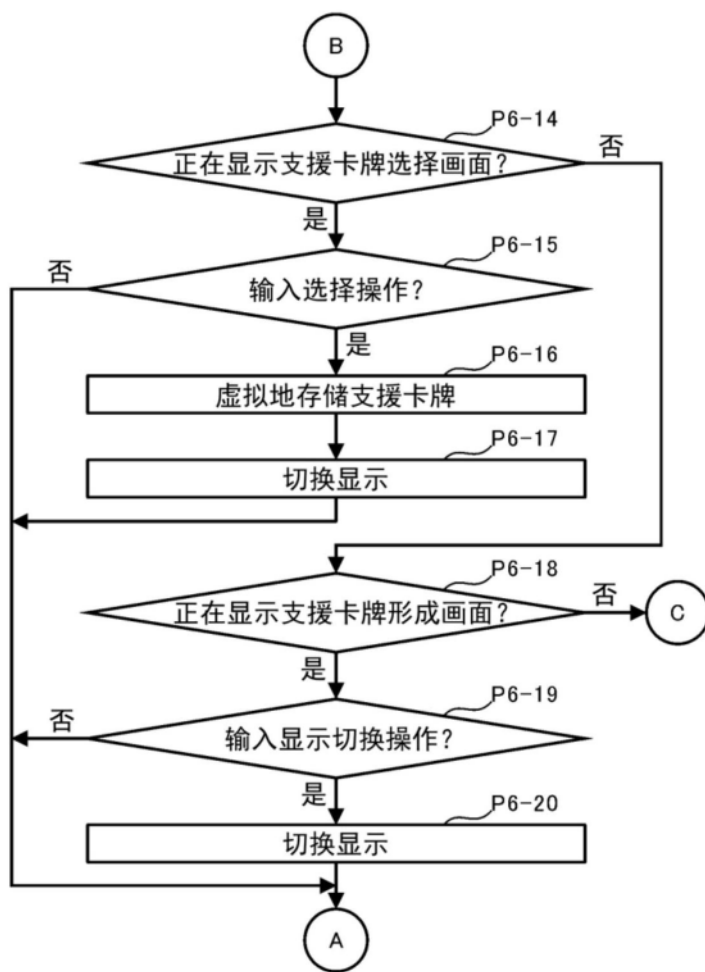 B
P6-14
正在显示支援卡牌选择画面?
否
是
P6-15
否
输入选择操作?
是
P6-16
虚拟地存储支援卡牌
P6-17
切换显示
P6-18
正在显示支援卡牌形成画面?
否
C
是
P6-19
否
输入显示切换操作?
是
P6-20
切换显示
A